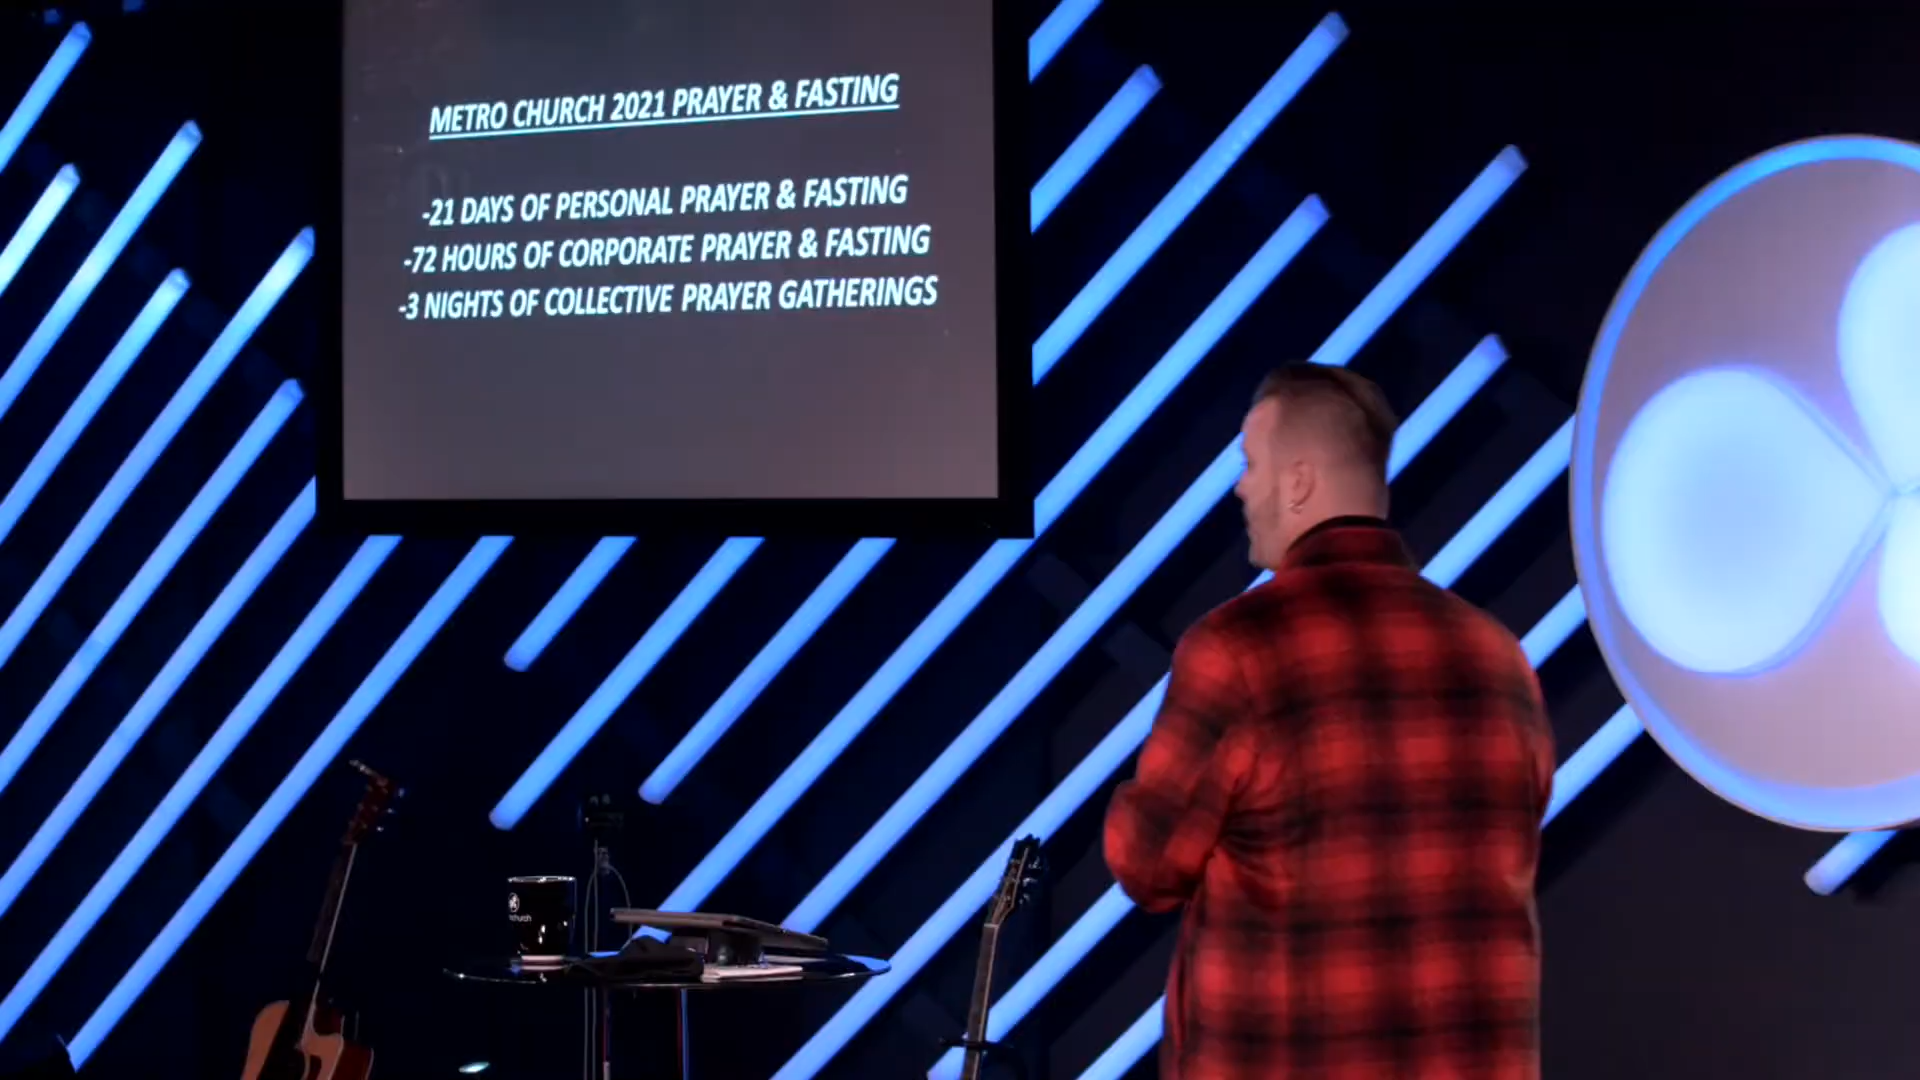 METRO CHURCH 2021 PRAYER & FASTING
-21 DAYS OF PERSONAL PRAYER & FASTING
-72 HOURS OF CORPORATE PRAYER & FASTING
-3 NIGHTS OF COLLECTIVE PRAYER GATHERINGS
church